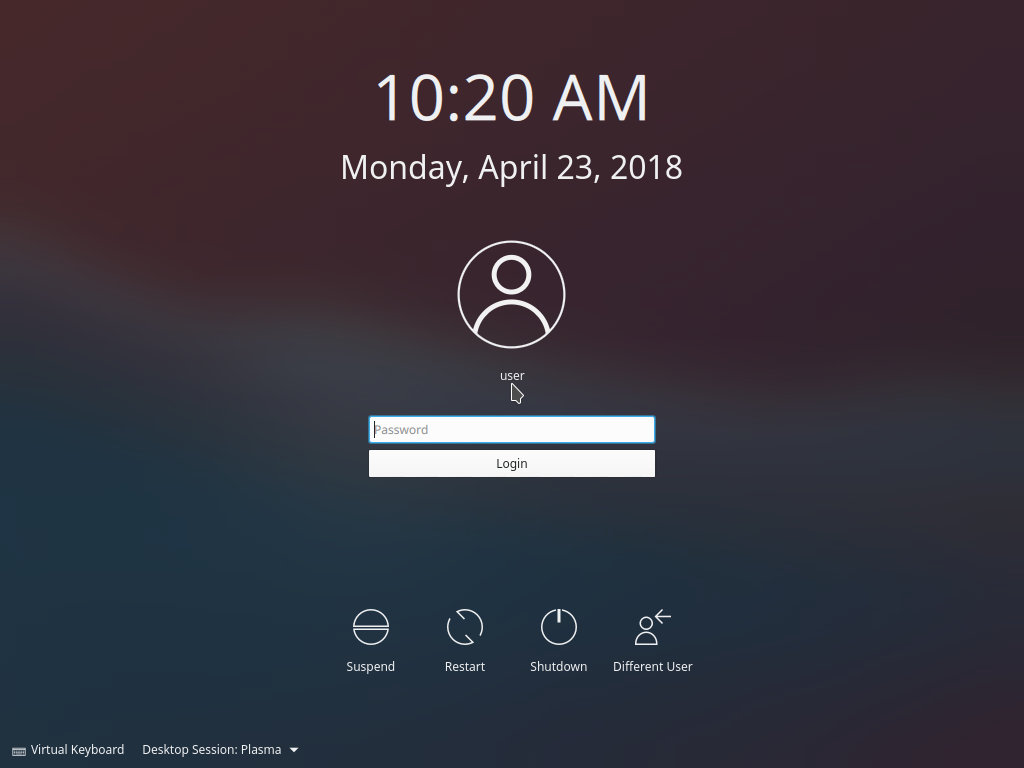 10:20 AM
Monday, April 23, 2018
user
Password
Login
Suspend Restart Shutdown Different User
Virtual Keyboard Desktop Session: Plasma